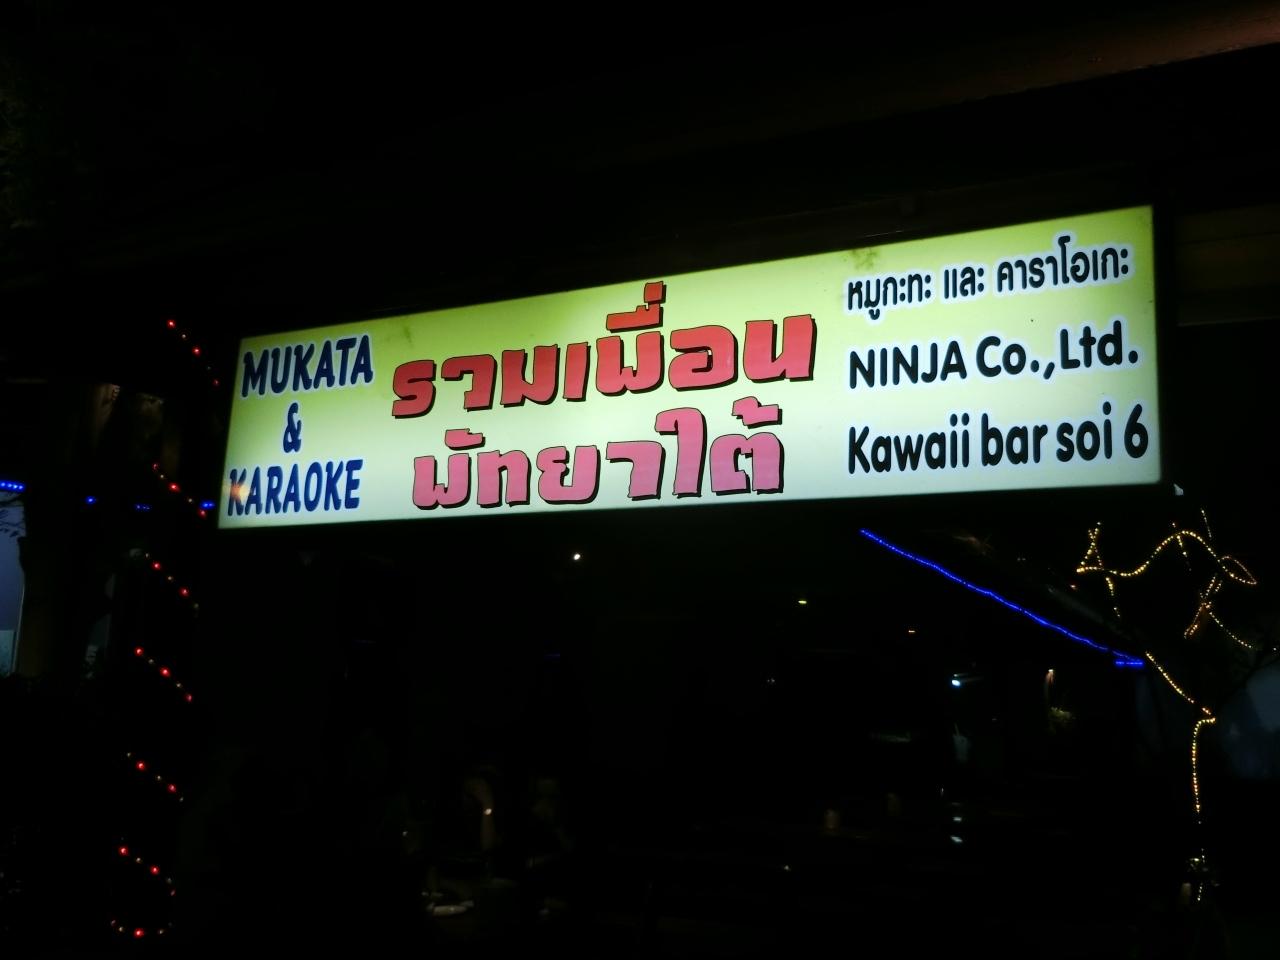 MUKATA
&
KARAOKE
รวมเพื่อน
พัทยาใต้
หมูกะทะ และ คาราโอเกะ
NINJA Co.,Ltd.
Kawaii bar soi 6